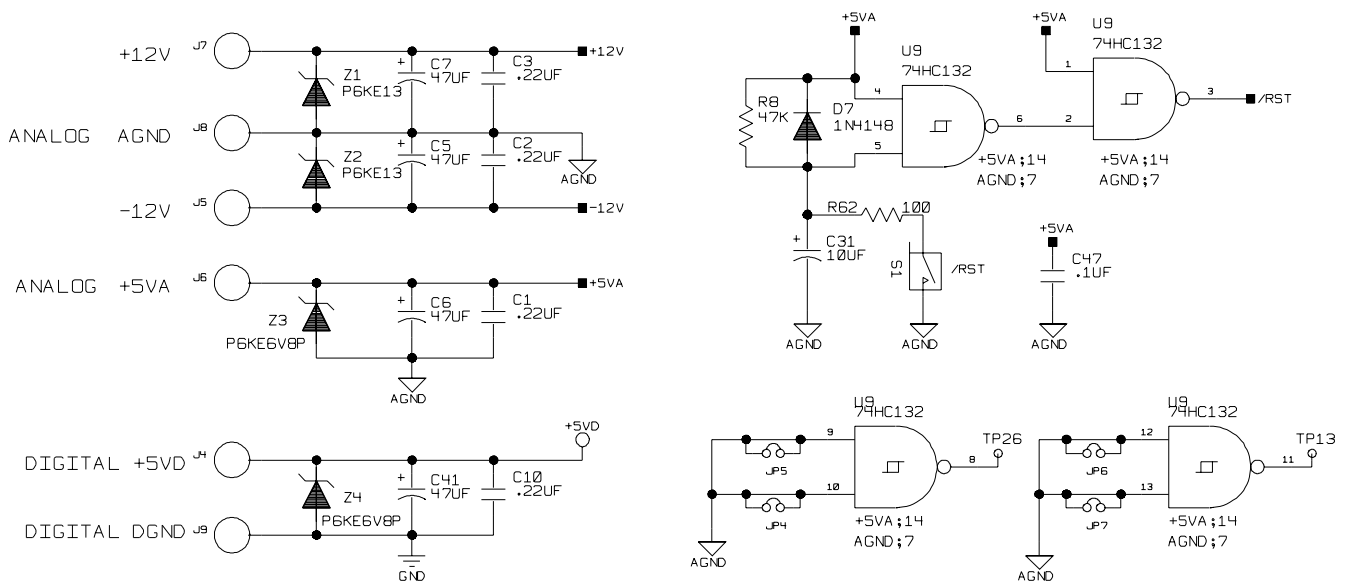 +12V J7
+12V
Z1
P6KE13
+
C7
47UF
C3
.22UF
ANALOG AGND J8
Z2
P6KE13
+
C5
47UF
C2
.22UF
AGND
-12V J5
-12V
ANALOG +5VA J6
+5VA
Z3
P6KE6V8P
+
C6
47UF
C1
.22UF
AGND
DIGITAL +5VD J4
+5VD
Z4
P6KE6V8P
+
C41
47UF
C10
.22UF
DIGITAL DGND J9
GND
+5VA
+5VA
U9
74HC132
U9
74HC132
R8
47K
D7
1N4148
4
5
6
1
2
3
/RST
+5VA;14
AGND;7
+5VA;14
AGND;7
R62 100
+
C31
10UF
S1
/RST
+5VA
C47
.1UF
AGND
AGND
AGND
U9
74HC132
9
10
8
TP26
JP5
JP4
+5VA;14
AGND;7
AGND
U9
74HC132
12
13
11
TP13
JP6
JP7
+5VA;14
AGND;7
AGND